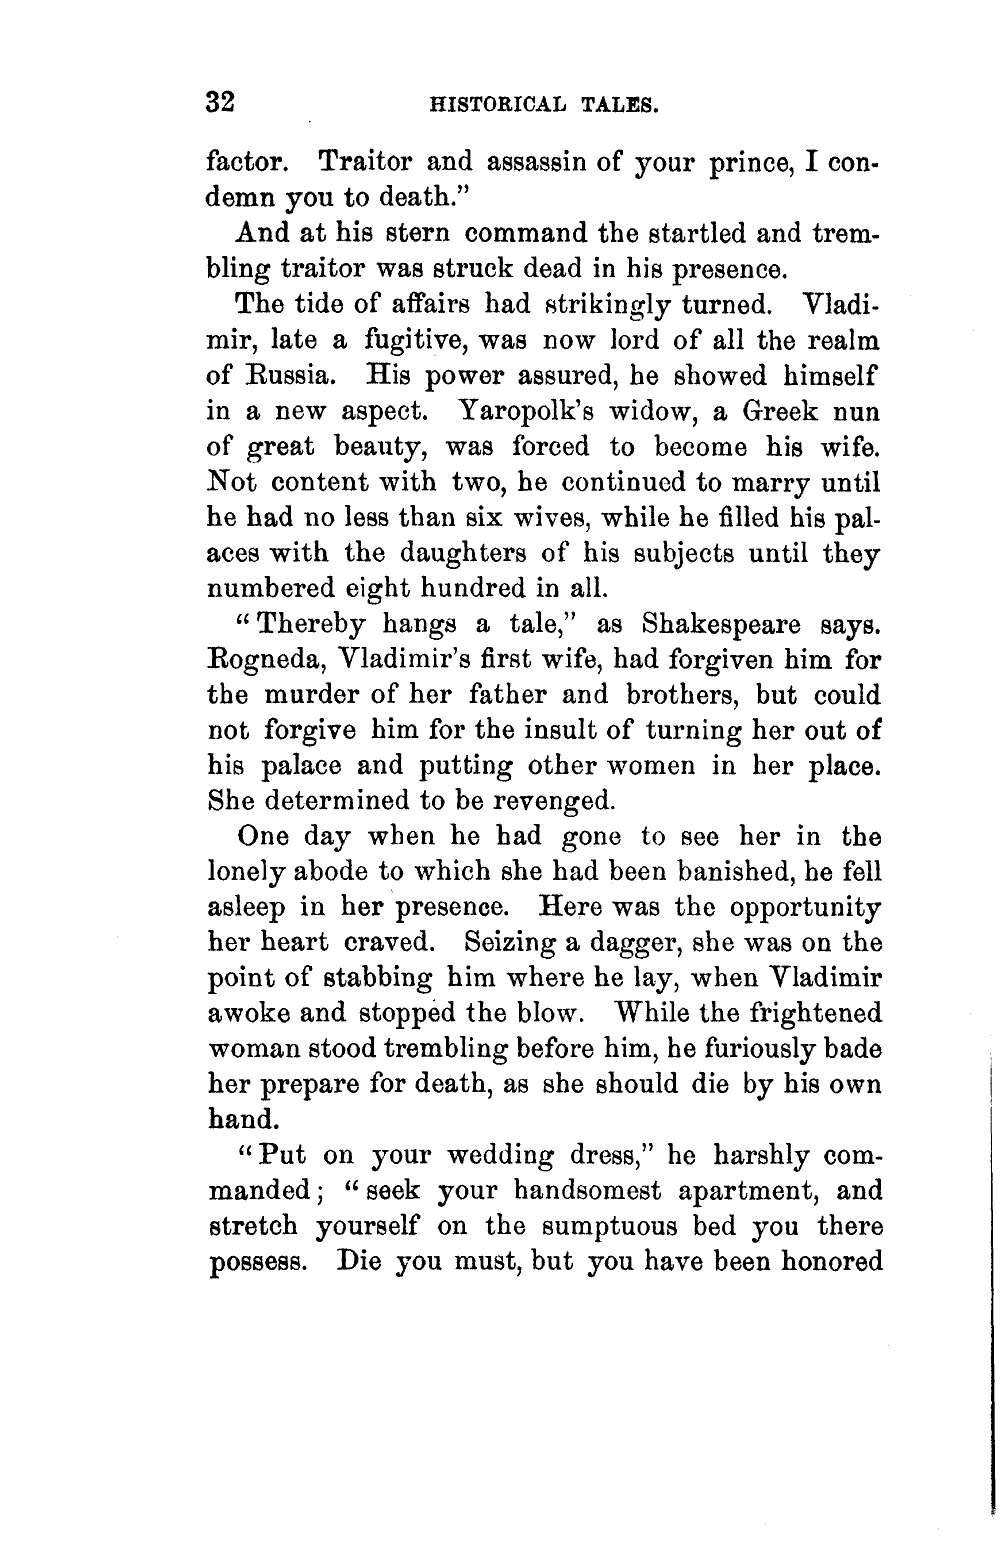 32 HISTORICAL TALES.
factor. Traitor and assassin of your prince, I con-
demn you to death.”
And at his stern command the startled and trem-
bling traitor was struck dead in his presence.
The tide of affairs had strikingly turned. Vladi-
mir, late a fugitive, was now lord of all the realm
of Russia. His power assured, he showed himself
in a new aspect. Yaropolk’s widow, a Greek nun
of great beauty, was forced to become his wife.
Not content with two, he continued to marry until
he had no less than six wives, while he filled his pal-
aces with the daughters of his subjects until they
numbered eight hundred in all.
“Thereby hangs a tale,” as Shakespeare says.
Rogneda, Vladimir’s first wife, had forgiven him for
the murder of her father and brothers, but could
not forgive him for the insult of turning her out of
his palace and putting other women in her place.
She determined to be revenged.
One day when he had gone to see her in the
lonely abode to which she had been banished, he fell
asleep in her presence. Here was the opportunity
her heart craved. Seizing a dagger, she was on the
point of stabbing him where he lay, when Vladimir
awoke and stopped the blow. While the frightened
woman stood trembling before him, he furiously bade
her prepare for death, as she should die by his own
hand.
“Put on your wedding dress,” he harshly com-
manded; “seek your handsomest apartment, and
stretch yourself on the sumptuous bed you there
possess. Die you must, but you have been honored